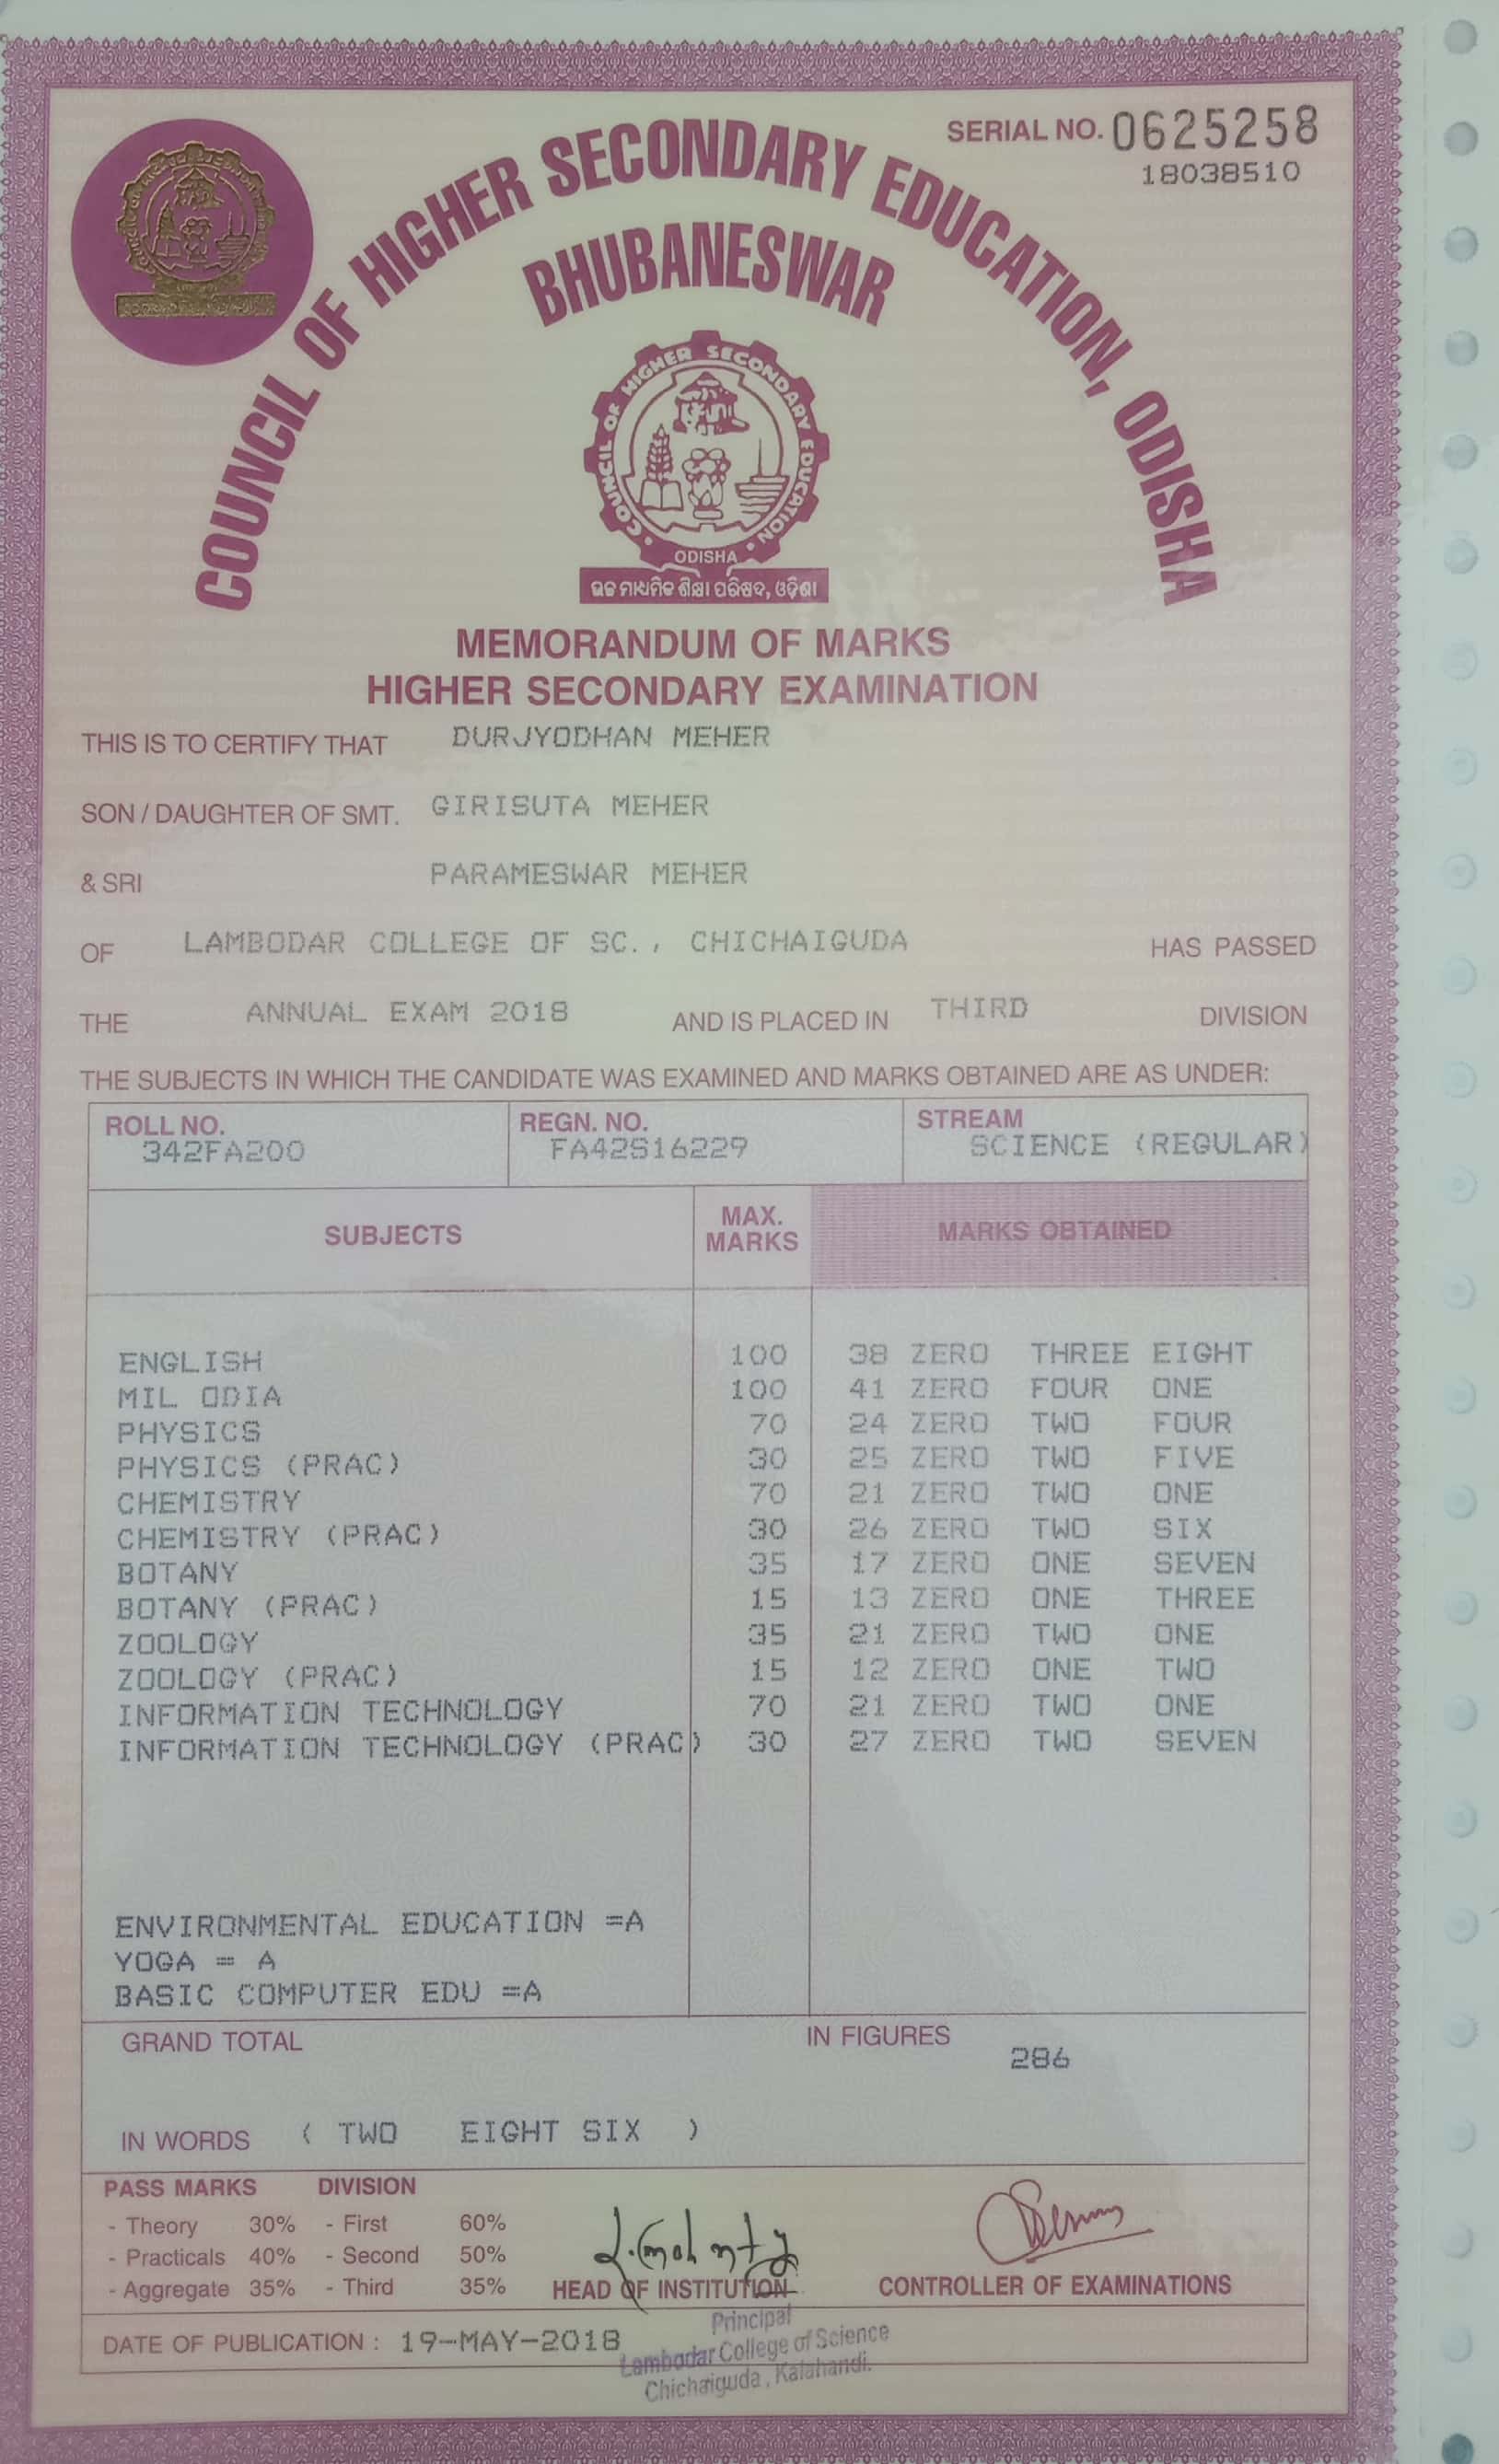 SERIAL NO. 0625258
18038510
COUNCIL OF HIGHER SECONDARY EDUCATION, ODISHA
BHUBANESWAR
COUNCIL OF HIGHER SECONDARY EDUCATION
ODISHA
ଉଚ୍ଚ ମାଧ୍ୟମିକ ଶିକ୍ଷା ପରିଷଦ, ଓଡ଼ିଶା
MEMORANDUM OF MARKS
HIGHER SECONDARY EXAMINATION
THIS IS TO CERTIFY THAT DURJYODHAN MEHER
SON / DAUGHTER OF SMT. GIRISUTA MEHER
& SRI PARAMESWAR MEHER
OF LAMBODAR COLLEGE OF SC., CHICHAIGUDA HAS PASSED
THE ANNUAL EXAM 2018 AND IS PLACED IN THIRD DIVISION
THE SUBJECTS IN WHICH THE CANDIDATE WAS EXAMINED AND MARKS OBTAINED ARE AS UNDER:
ROLL NO. REGN. NO. STREAM
342FA200 FA42S16229 SCIENCE (REGULAR)
SUBJECTS MAX. MARKS MARKS OBTAINED
ENGLISH 100 38 ZERO THREE EIGHT
MIL ODIA 100 41 ZERO FOUR ONE
PHYSICS 70 24 ZERO TWO FOUR
PHYSICS (PRAC) 30 25 ZERO TWO FIVE
CHEMISTRY 70 21 ZERO TWO ONE
CHEMISTRY (PRAC) 30 26 ZERO TWO SIX
BOTANY 35 17 ZERO ONE SEVEN
BOTANY (PRAC) 15 13 ZERO ONE THREE
ZOOLOGY 35 21 ZERO TWO ONE
ZOOLOGY (PRAC) 15 12 ZERO ONE TWO
INFORMATION TECHNOLOGY 70 21 ZERO TWO ONE
INFORMATION TECHNOLOGY (PRAC) 30 27 ZERO TWO SEVEN
ENVIRONMENTAL EDUCATION =A
YOGA = A
BASIC COMPUTER EDU =A
GRAND TOTAL IN FIGURES 286
IN WORDS ( TWO EIGHT SIX )
PASS MARKS DIVISION
- Theory 30% - First 60%
- Practicals 40% - Second 50%
- Aggregate 35% - Third 35%
HEAD OF INSTITUTION CONTROLLER OF EXAMINATIONS
DATE OF PUBLICATION : 19-MAY-2018
Principal
Lambodar College of Science
Chichaiguda, Kalahandi.